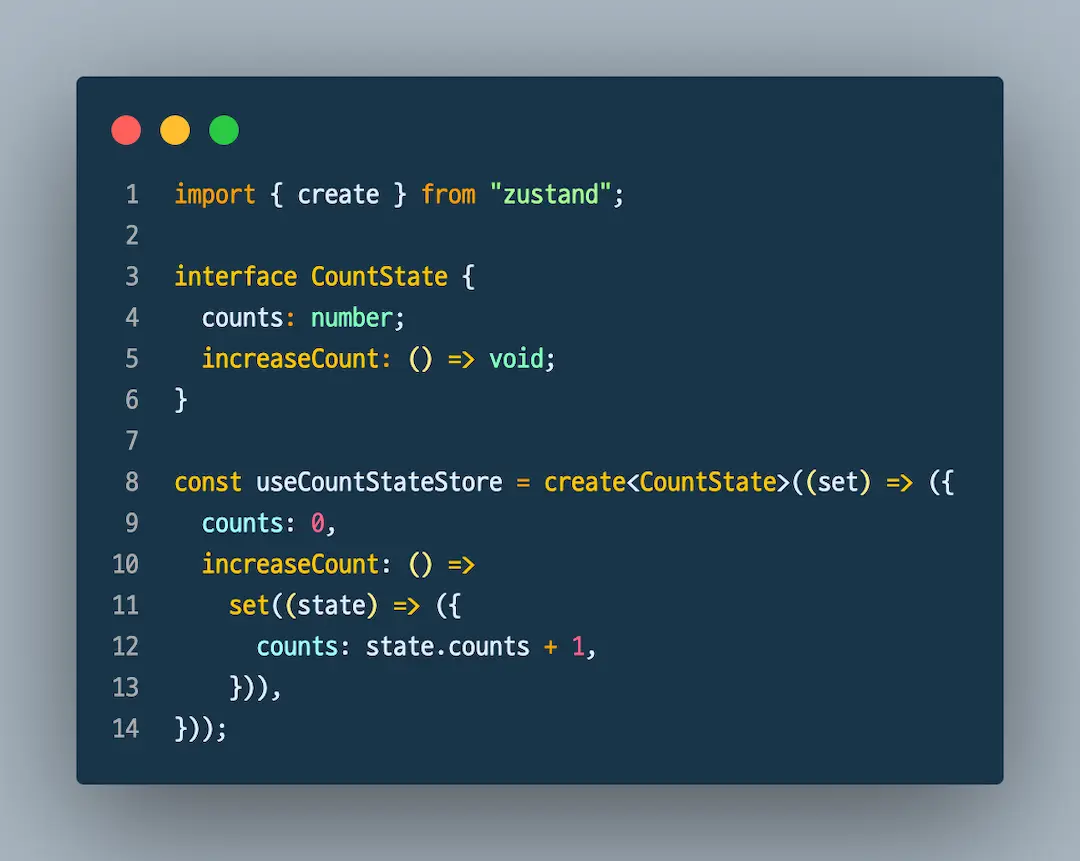 1 import { create } from "zustand";
2
3 interface CountState {
4   counts: number;
5   increaseCount: () => void;
6 }
7
8 const useCountStateStore = create<CountState>((set) => ({
9   counts: 0,
10   increaseCount: () =>
11     set((state) => ({
12       counts: state.counts + 1,
13     })),
14 }));